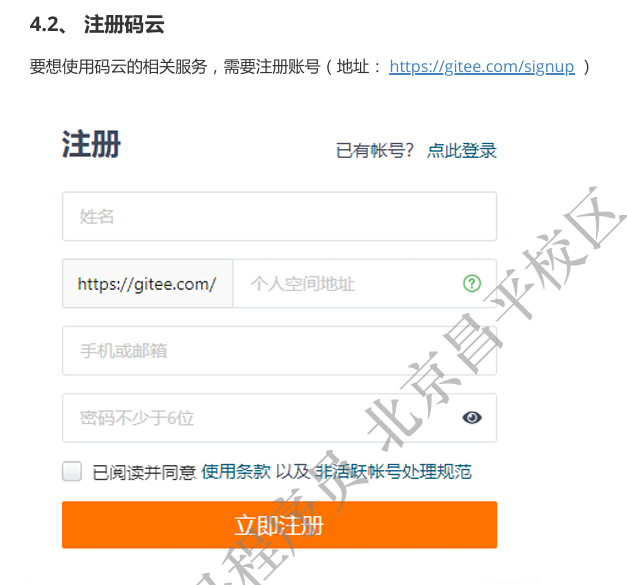 4.2、 注册码云
要想使用码云的相关服务，需要注册账号（地址： https://gitee.com/signup ）
注册
已有帐号? 点此登录
姓名
https://gitee.com/ 个人空间地址
手机或邮箱
密码不少于6位
已阅读并同意 使用条款 以及 非活跃帐号处理规范
立即注册
程序员 北京昌平校区